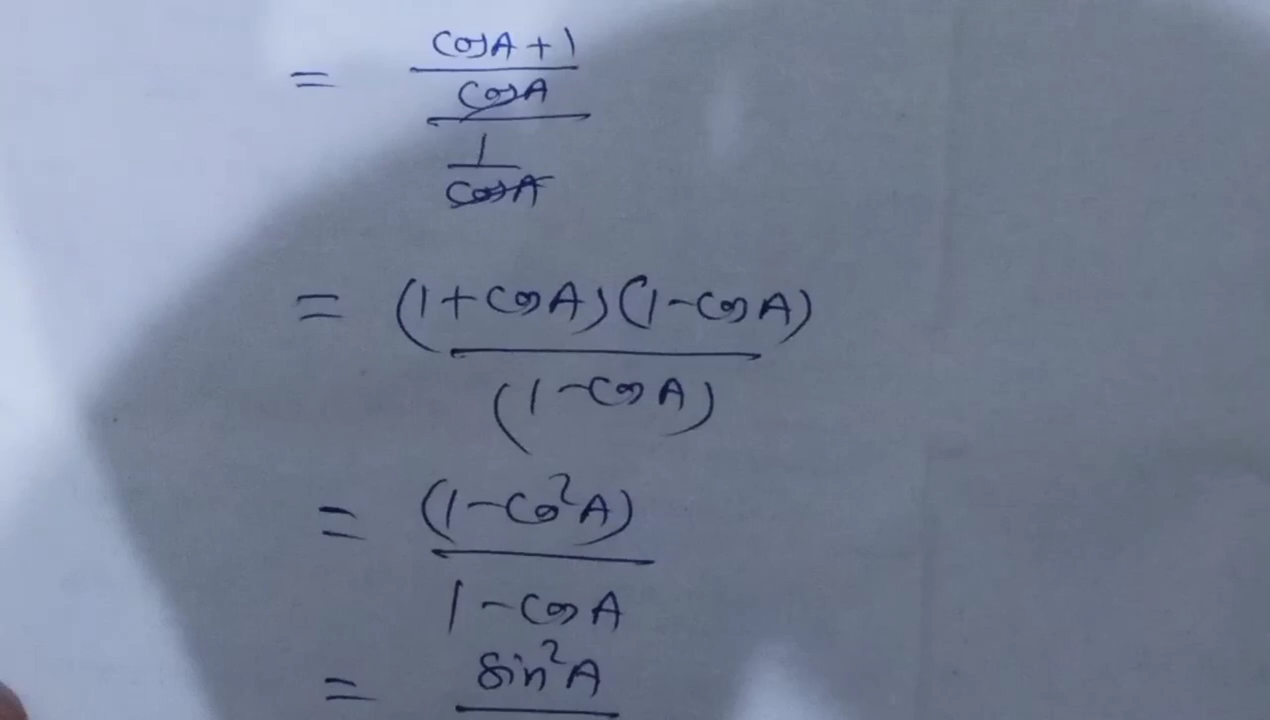 = cosA + 1
cosA
1
cosA
= (1 + cosA) (1 - cosA)
(1 - cosA)
= (1 - cos²A)
1 - cosA
= sin²A